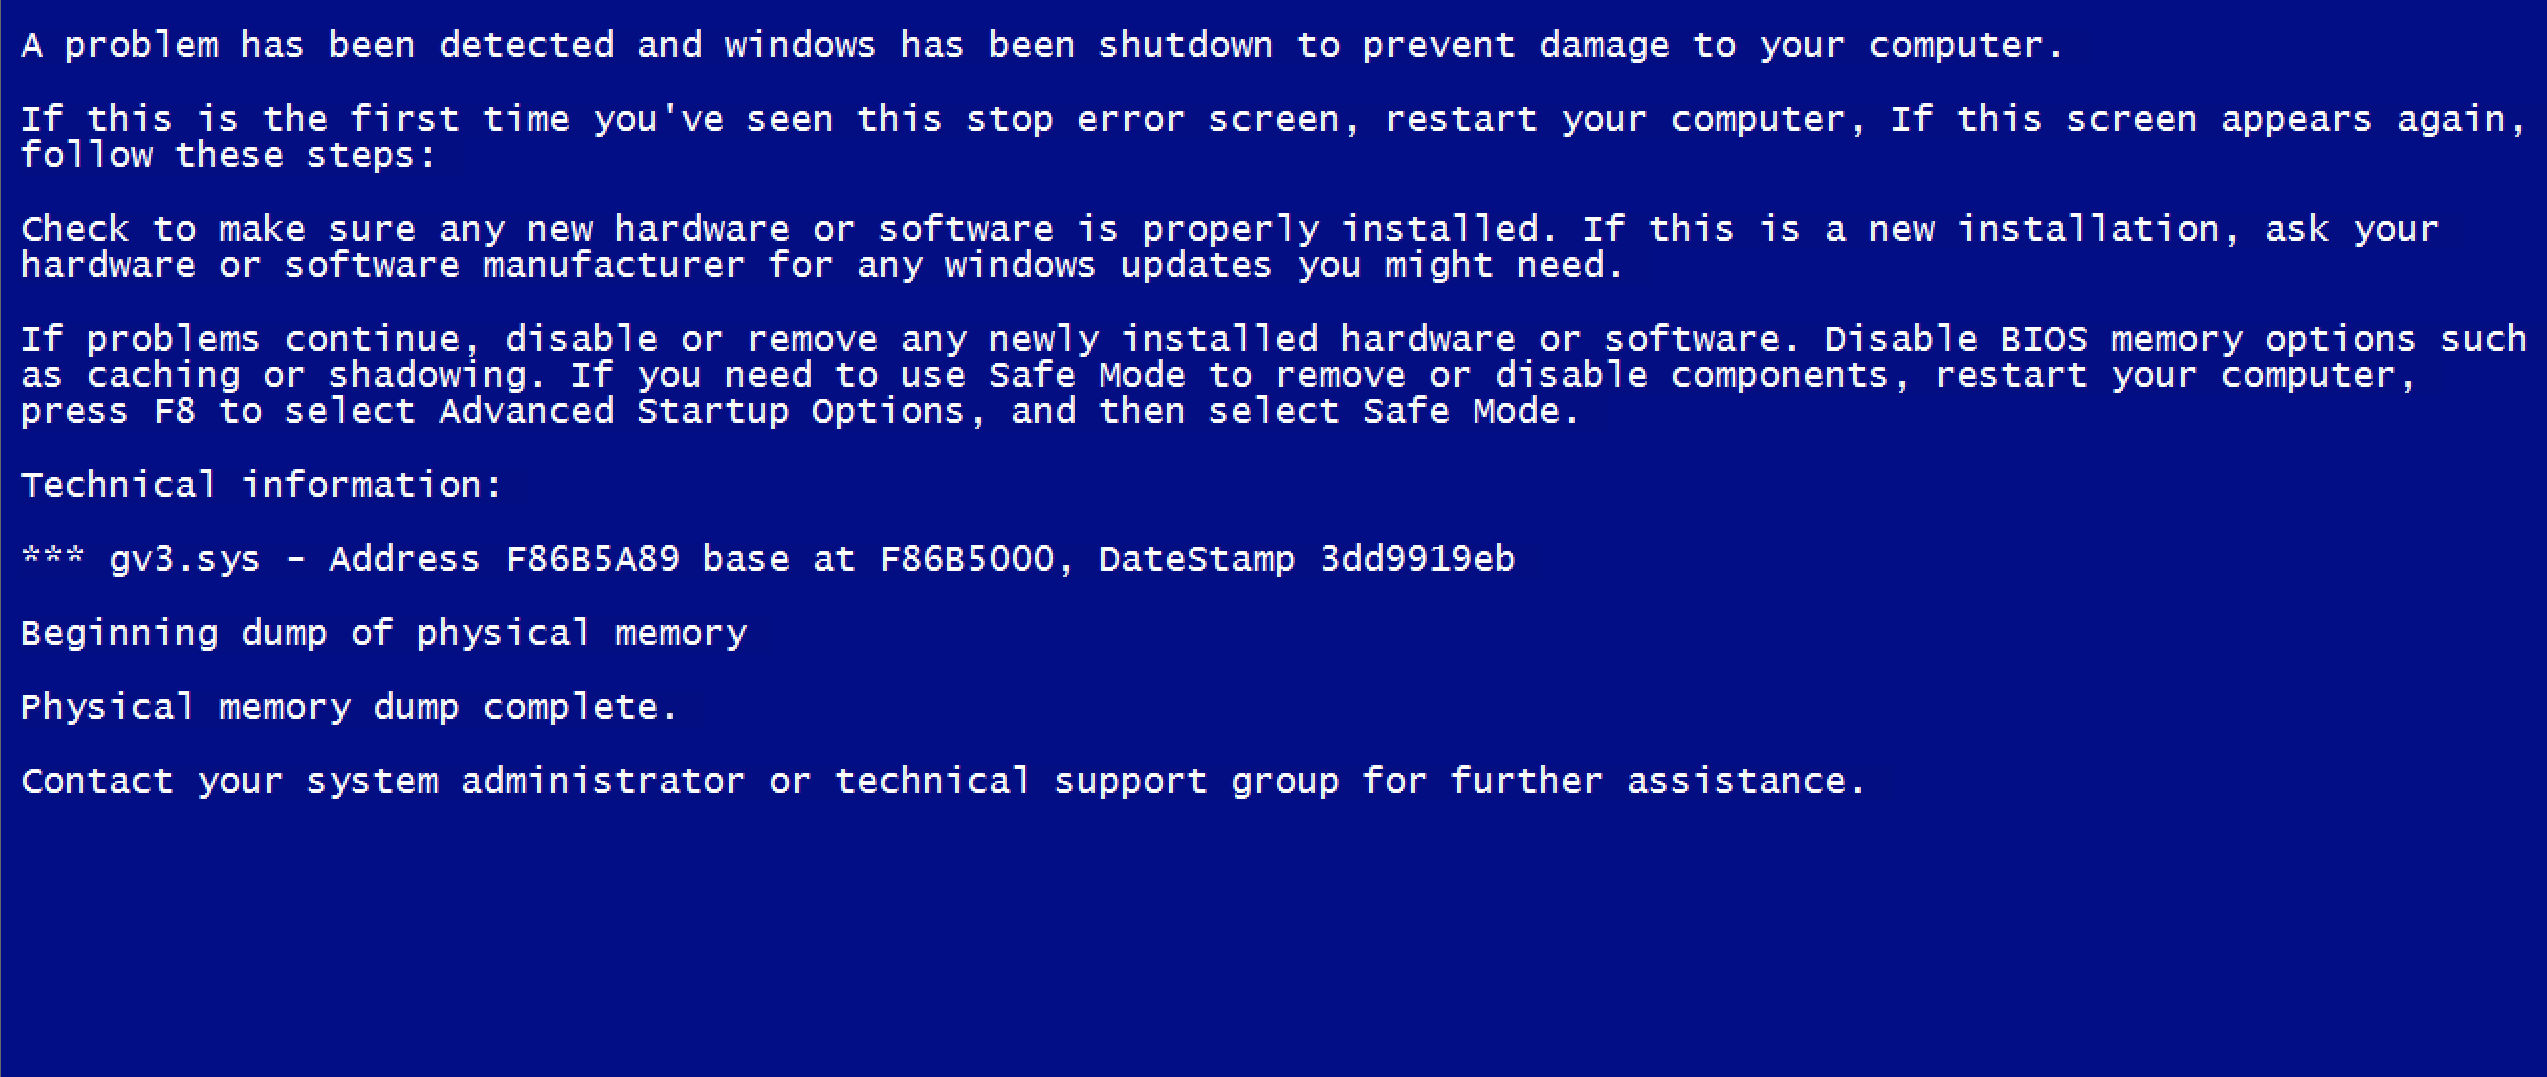 A problem has been detected and windows has been shutdown to prevent damage to your computer.
If this is the first time you've seen this stop error screen, restart your computer, If this screen appears again,
follow these steps:
Check to make sure any new hardware or software is properly installed. If this is a new installation, ask your
hardware or software manufacturer for any windows updates you might need.
If problems continue, disable or remove any newly installed hardware or software. Disable BIOS memory options such
as caching or shadowing. If you need to use Safe Mode to remove or disable components, restart your computer,
press F8 to select Advanced Startup Options, and then select Safe Mode.
Technical information:
*** gv3.sys - Address F86B5A89 base at F86B5000, DateStamp 3dd9919eb
Beginning dump of physical memory
Physical memory dump complete.
Contact your system administrator or technical support group for further assistance.